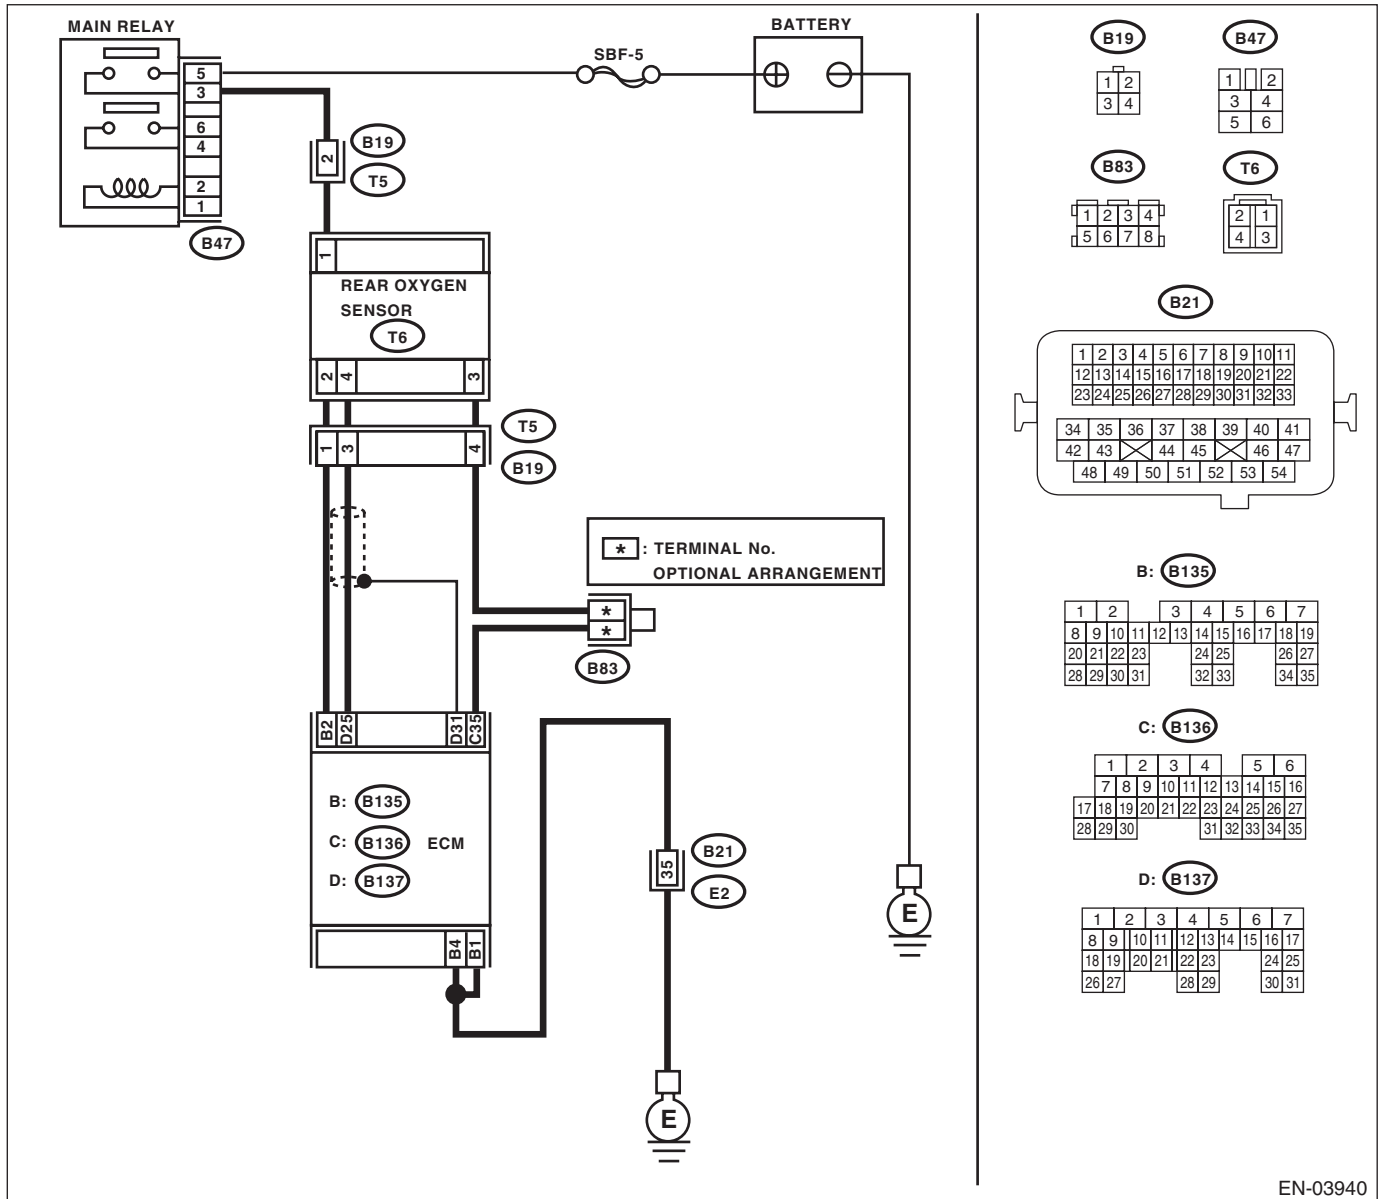 MAIN RELAY
BATTERY
SBF-5
5
3
6
4
2
1
B47
2
B19
T5
1
REAR OXYGEN
SENSOR
T6
2 4 3
1 3 4
T5
B19
* : TERMINAL No.
OPTIONAL ARRANGEMENT
*
*
B83
B2 D25 D31 C35
B: B135
C: B136 ECM
D: B137
B4 B1
35
B21
E2
E
E
B19
1 2
3 4
B47
1 2
3 4
5 6
B83
1 2 3 4
5 6 7 8
T6
2 1
4 3
B21
1 2 3 4 5 6 7 8 9 10 11
12 13 14 15 16 17 18 19 20 21 22
23 24 25 26 27 28 29 30 31 32 33
34 35 36 37 38 39 40 41
42 43 44 45 46 47
48 49 50 51 52 53 54
B: B135
1 2 3 4 5 6 7
8 9 10 11 12 13 14 15 16 17 18 19
20 21 22 23 24 25 26 27
28 29 30 31 32 33 34 35
C: B136
1 2 3 4 5 6
7 8 9 10 11 12 13 14 15 16
17 18 19 20 21 22 23 24 25 26 27
28 29 30 31 32 33 34 35
D: B137
1 2 3 4 5 6 7
8 9 10 11 12 13 14 15 16 17
18 19 20 21 22 23 24 25
26 27 28 29 30 31
EN-03940